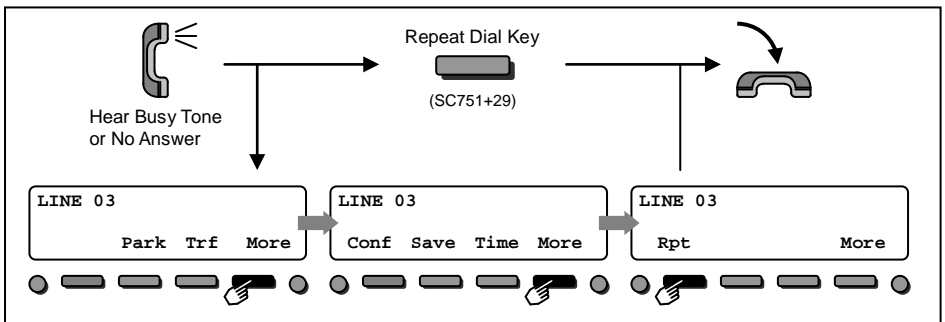 Repeat Dial Key
(SC751+29)
Hear Busy Tone
or No Answer
LINE 03
Park Trf More
LINE 03
Conf Save Time More
LINE 03
Rpt More